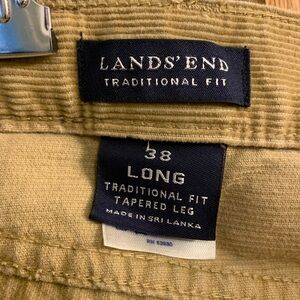 LANDS' END
TRADITIONAL FIT
38
LONG
TRADITIONAL FIT
TAPERED LEG
MADE IN SRI LANKA